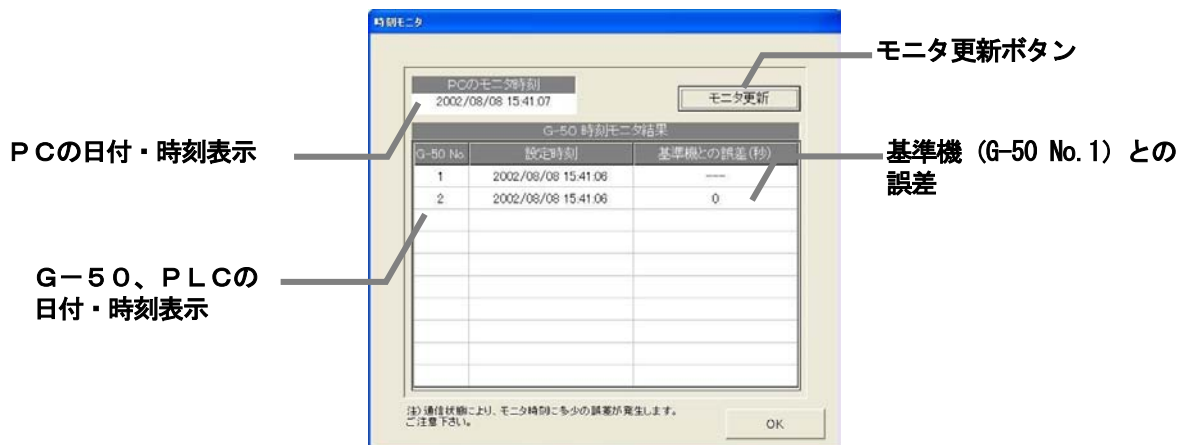 時刻モニタ
モニタ更新ボタン
PCのモニタ時刻
2002/08/08 15:41:07
モニタ更新
PCの日付・時刻表示
G-50 時刻モニタ結果
G-50 No. 設定時刻 基準機との誤差(秒)
基準機 (G-50 No.1) との
誤差
1 2002/08/08 15:41:06 ---
2 2002/08/08 15:41:06 0
G-50、PLCの
日付・時刻表示
注)通信状態により、モニタ時刻に多少の誤差が発生します。
ご注意下さい。
OK